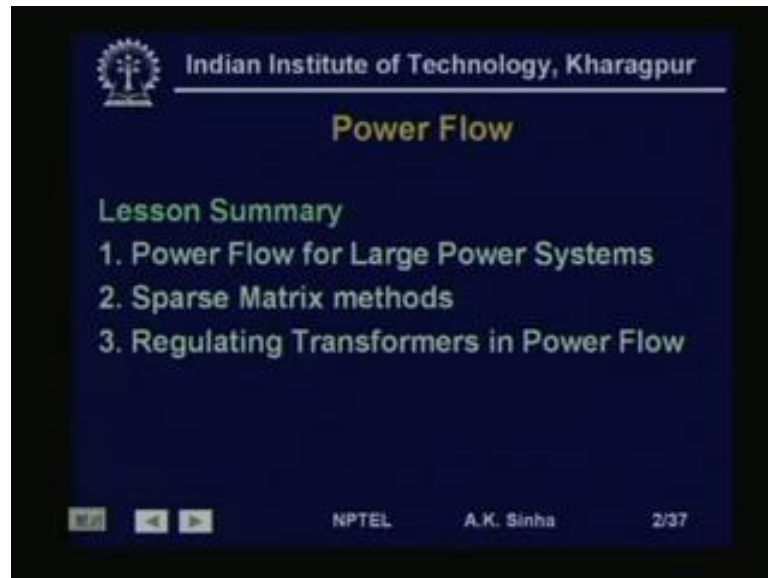 Indian Institute of Technology, Kharagpur
Power Flow
Lesson Summary
1. Power Flow for Large Power Systems
2. Sparse Matrix methods
3. Regulating Transformers in Power Flow
NPTEL A.K. Sinha 2/37